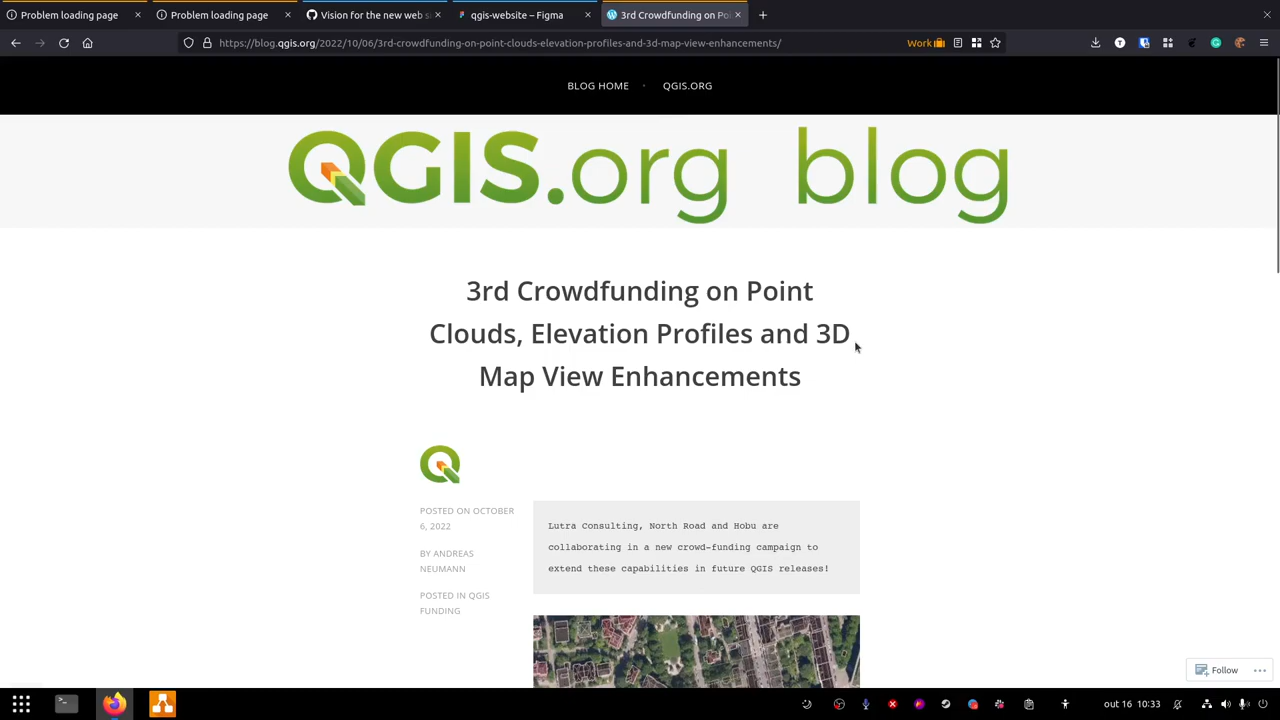 Problem loading page
Problem loading page
Vision for the new web s
qgis-website – Figma
3rd Crowdfunding on Poi
https://blog.qgis.org/2022/10/06/3rd-crowdfunding-on-point-clouds-elevation-profiles-and-3d-map-view-enhancements/
Work
BLOG HOME
QGIS.ORG
QGIS.org blog
3rd Crowdfunding on Point
Clouds, Elevation Profiles and 3D
Map View Enhancements
POSTED ON OCTOBER
6, 2022
BY ANDREAS
NEUMANN
POSTED IN QGIS
FUNDING
Lutra Consulting, North Road and Hobu are
collaborating in a new crowd-funding campaign to
extend these capabilities in future QGIS releases!
Follow
out 16 10:33